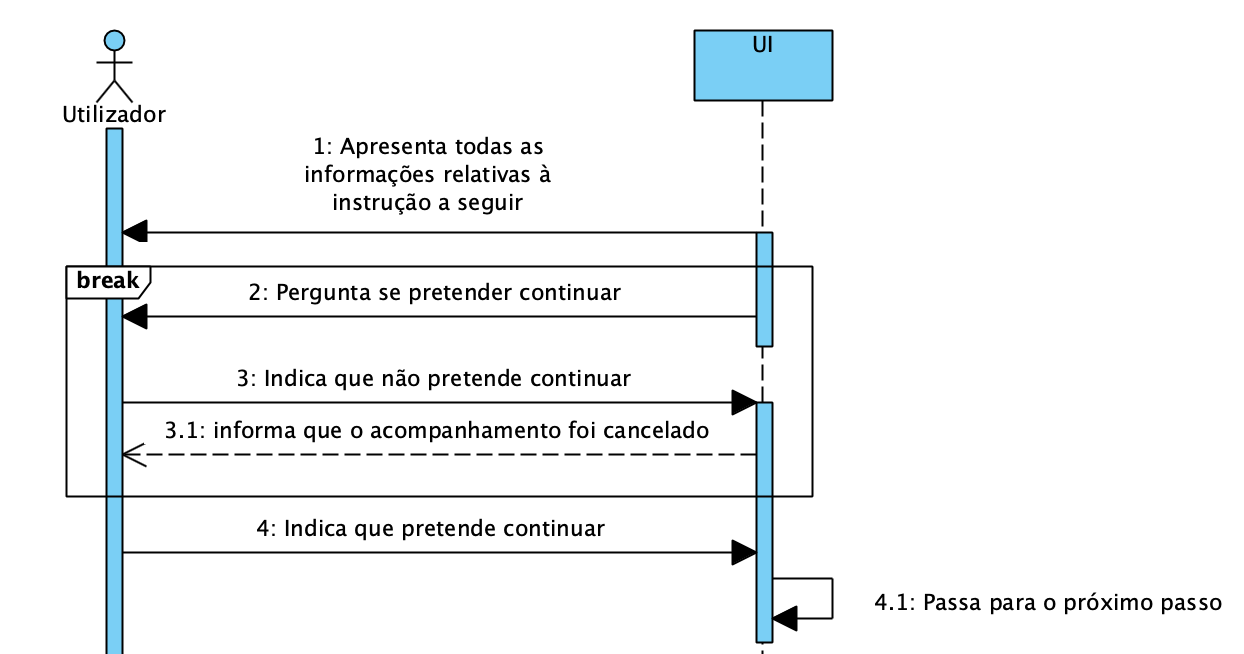 UI
Utilizador
1: Apresenta todas as
informações relativas à
instrução a seguir
break
2: Pergunta se pretender continuar
3: Indica que não pretende continuar
3.1: informa que o acompanhamento foi cancelado
4: Indica que pretende continuar
4.1: Passa para o próximo passo